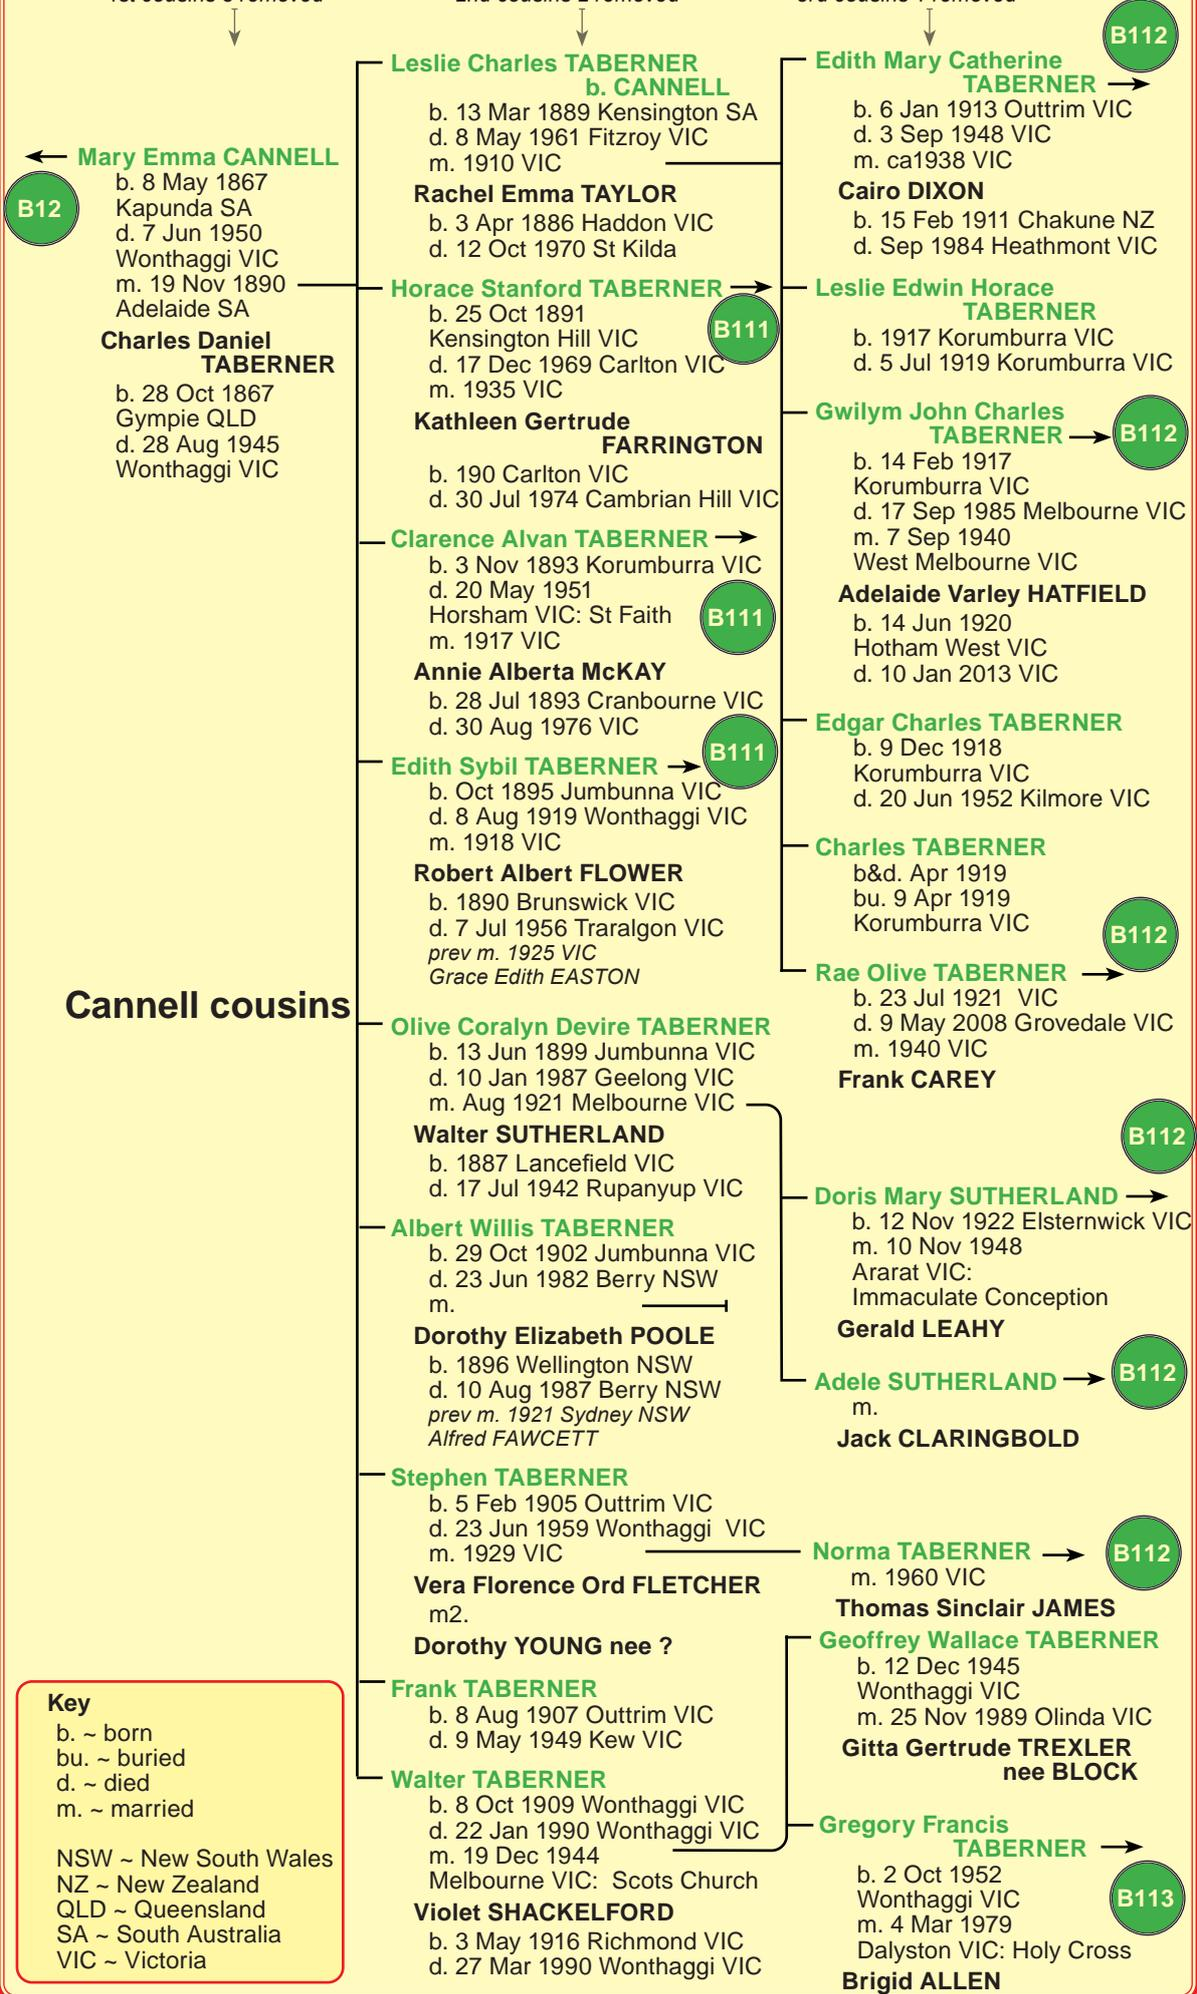 1st cousins 3 removed
2nd cousins 2 removed
3rd cousins 1 removed
Mary Emma CANNELL
B12
b. 8 May 1867
Kapunda SA
d. 7 Jun 1950
Wonthaggi VIC
m. 19 Nov 1890
Adelaide SA
Charles Daniel
TABERNER
b. 28 Oct 1867
Gympie QLD
d. 28 Aug 1945
Wonthaggi VIC
Cannell cousins
Key
b. ~ born
bu. ~ buried
d. ~ died
m. ~ married
NSW ~ New South Wales
NZ ~ New Zealand
QLD ~ Queensland
SA ~ South Australia
VIC ~ Victoria
Leslie Charles TABERNER
b. CANNELL
b. 13 Mar 1889 Kensington SA
d. 8 May 1961 Fitzroy VIC
m. 1910 VIC
Rachel Emma TAYLOR
b. 3 Apr 1886 Haddon VIC
d. 12 Oct 1970 St Kilda
Horace Stanford TABERNER
B111
b. 25 Oct 1891
Kensington Hill VIC
d. 17 Dec 1969 Carlton VIC
m. 1935 VIC
Kathleen Gertrude
FARRINGTON
b. 190 Carlton VIC
d. 30 Jul 1974 Cambrian Hill VIC
Clarence Alvan TABERNER
b. 3 Nov 1893 Korumburra VIC
d. 20 May 1951
Horsham VIC: St Faith
B111
m. 1917 VIC
Annie Alberta McKAY
b. 28 Jul 1893 Cranbourne VIC
d. 30 Aug 1976 VIC
Edith Sybil TABERNER
B111
b. Oct 1895 Jumbunna VIC
d. 8 Aug 1919 Wonthaggi VIC
m. 1918 VIC
Robert Albert FLOWER
b. 1890 Brunswick VIC
d. 7 Jul 1956 Traralgon VIC
prev m. 1925 VIC
Grace Edith EASTON
Olive Coralyn Devire TABERNER
b. 13 Jun 1899 Jumbunna VIC
d. 10 Jan 1987 Geelong VIC
m. Aug 1921 Melbourne VIC
Walter SUTHERLAND
b. 1887 Lancefield VIC
d. 17 Jul 1942 Rupanyup VIC
Albert Willis TABERNER
b. 29 Oct 1902 Jumbunna VIC
d. 23 Jun 1982 Berry NSW
m.
Dorothy Elizabeth POOLE
b. 1896 Wellington NSW
d. 10 Aug 1987 Berry NSW
prev m. 1921 Sydney NSW
Alfred FAWCETT
Stephen TABERNER
b. 5 Feb 1905 Outtrim VIC
d. 23 Jun 1959 Wonthaggi VIC
m. 1929 VIC
Vera Florence Ord FLETCHER
m2.
Dorothy YOUNG nee ?
Frank TABERNER
b. 8 Aug 1907 Outtrim VIC
d. 9 May 1949 Kew VIC
Walter TABERNER
b. 8 Oct 1909 Wonthaggi VIC
d. 22 Jan 1990 Wonthaggi VIC
m. 19 Dec 1944
Melbourne VIC: Scots Church
Violet SHACKELFORD
b. 3 May 1916 Richmond VIC
d. 27 Mar 1990 Wonthaggi VIC
B112
Edith Mary Catherine
TABERNER
b. 6 Jan 1913 Outtrim VIC
d. 3 Sep 1948 VIC
m. ca1938 VIC
Cairo DIXON
b. 15 Feb 1911 Chakune NZ
d. Sep 1984 Heathmont VIC
Leslie Edwin Horace
TABERNER
b. 1917 Korumburra VIC
d. 5 Jul 1919 Korumburra VIC
Gwilym John Charles
TABERNER
B112
b. 14 Feb 1917
Korumburra VIC
d. 17 Sep 1985 Melbourne VIC
m. 7 Sep 1940
West Melbourne VIC
Adelaide Varley HATFIELD
b. 14 Jun 1920
Hotham West VIC
d. 10 Jan 2013 VIC
Edgar Charles TABERNER
b. 9 Dec 1918
Korumburra VIC
d. 20 Jun 1952 Kilmore VIC
Charles TABERNER
b&d. Apr 1919
bu. 9 Apr 1919
Korumburra VIC
B112
Rae Olive TABERNER
b. 23 Jul 1921 VIC
d. 9 May 2008 Grovedale VIC
m. 1940 VIC
Frank CAREY
B112
Doris Mary SUTHERLAND
b. 12 Nov 1922 Elsternwick VIC
m. 10 Nov 1948
Ararat VIC:
Immaculate Conception
Gerald LEAHY
Adele SUTHERLAND
B112
m.
Jack CLARINGBOLD
Norma TABERNER
B112
m. 1960 VIC
Thomas Sinclair JAMES
Geoffrey Wallace TABERNER
b. 12 Dec 1945
Wonthaggi VIC
m. 25 Nov 1989 Olinda VIC
Gitta Gertrude TREXLER
nee BLOCK
Gregory Francis
TABERNER
b. 2 Oct 1952
Wonthaggi VIC
B113
m. 4 Mar 1979
Dalyston VIC: Holy Cross
Brigid ALLEN